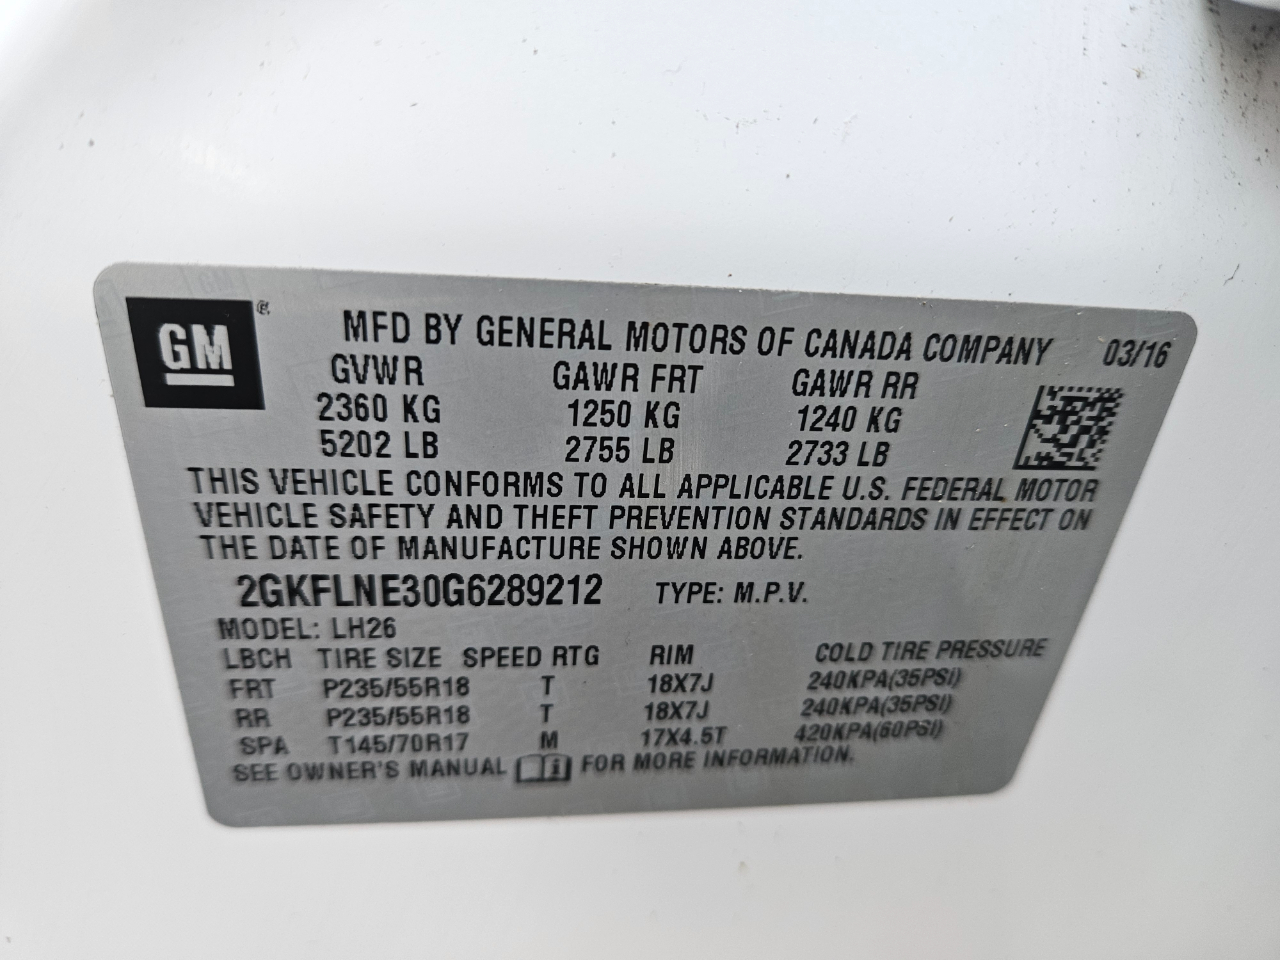 GM ®
MFD BY GENERAL MOTORS OF CANADA COMPANY 03/16
GVWR GAWR FRT GAWR RR
2360 KG 1250 KG 1240 KG
5202 LB 2755 LB 2733 LB
THIS VEHICLE CONFORMS TO ALL APPLICABLE U.S. FEDERAL MOTOR
VEHICLE SAFETY AND THEFT PREVENTION STANDARDS IN EFFECT ON
THE DATE OF MANUFACTURE SHOWN ABOVE.
2GKFLNE30G6289212 TYPE: M.P.V.
MODEL: LH26
LBCH TIRE SIZE SPEED RTG RIM COLD TIRE PRESSURE
FRT P235/55R18 T 18X7J 240KPA(35PSI)
RR P235/55R18 T 18X7J 240KPA(35PSI)
SPA T145/70R17 M 17X4.5T 420KPA(60PSI)
SEE OWNER'S MANUAL i FOR MORE INFORMATION.